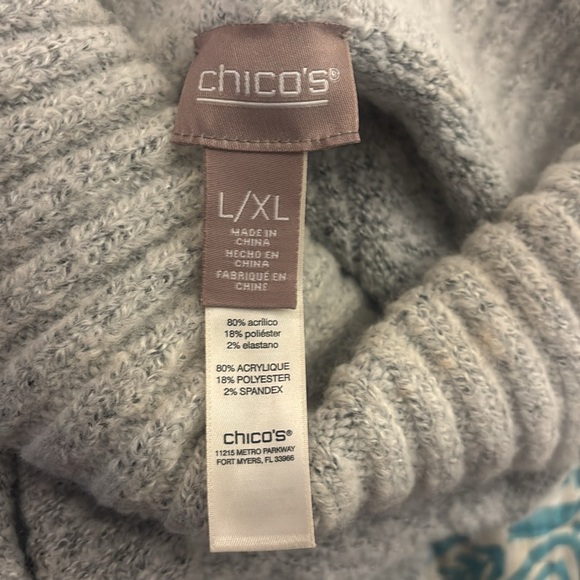 chico's®
L/XL
MADE IN
CHINA
HECHO EN
CHINA
FABRIQUÉ EN
CHINE
80% acrílico
18% poliéster
2% elastano
80% ACRYLIQUE
18% POLYESTER
2% SPANDEX
chico's®
11215 METRO PARKWAY
FORT MYERS, FL 33966